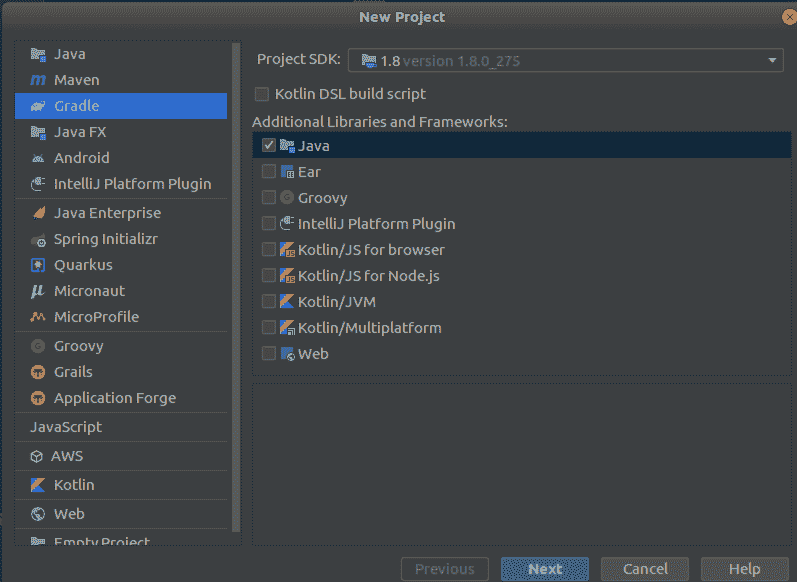 New Project
Java
Maven
Gradle
Java FX
Android
IntelliJ Platform Plugin
Java Enterprise
Spring Initializr
Quarkus
Micronaut
MicroProfile
Groovy
Grails
Application Forge
JavaScript
AWS
Kotlin
Web
Empty Project
Project SDK: 1.8 version 1.8.0_275
Kotlin DSL build script
Additional Libraries and Frameworks:
Java
Ear
Groovy
IntelliJ Platform Plugin
Kotlin/JS for browser
Kotlin/JS for Node.js
Kotlin/JVM
Kotlin/Multiplatform
Web
Previous Next Cancel Help